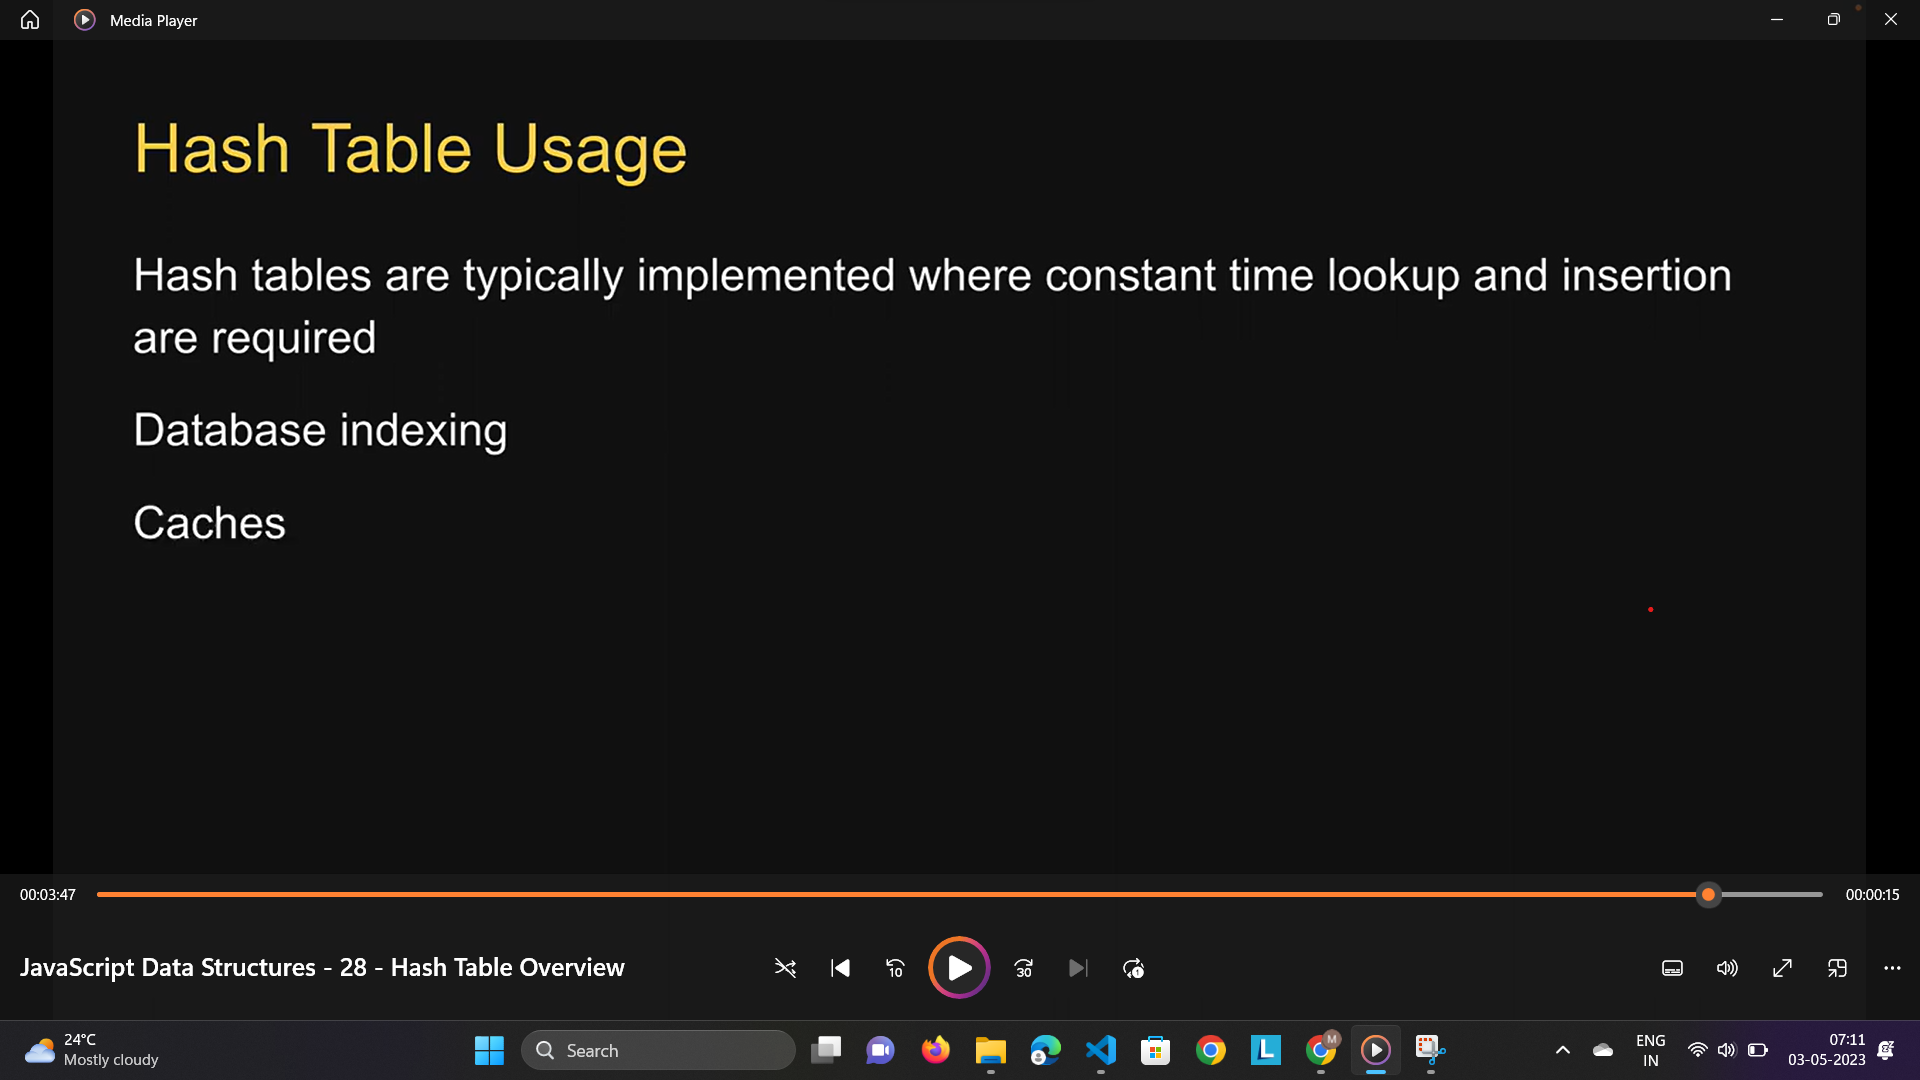 Media Player
Hash Table Usage
Hash tables are typically implemented where constant time lookup and insertion
are required
Database indexing
Caches
00:03:47
00:00:15
JavaScript Data Structures - 28 - Hash Table Overview
10
30
1
24°C
Mostly cloudy
Search
L
M
ENG
IN
07:11
03-05-2023